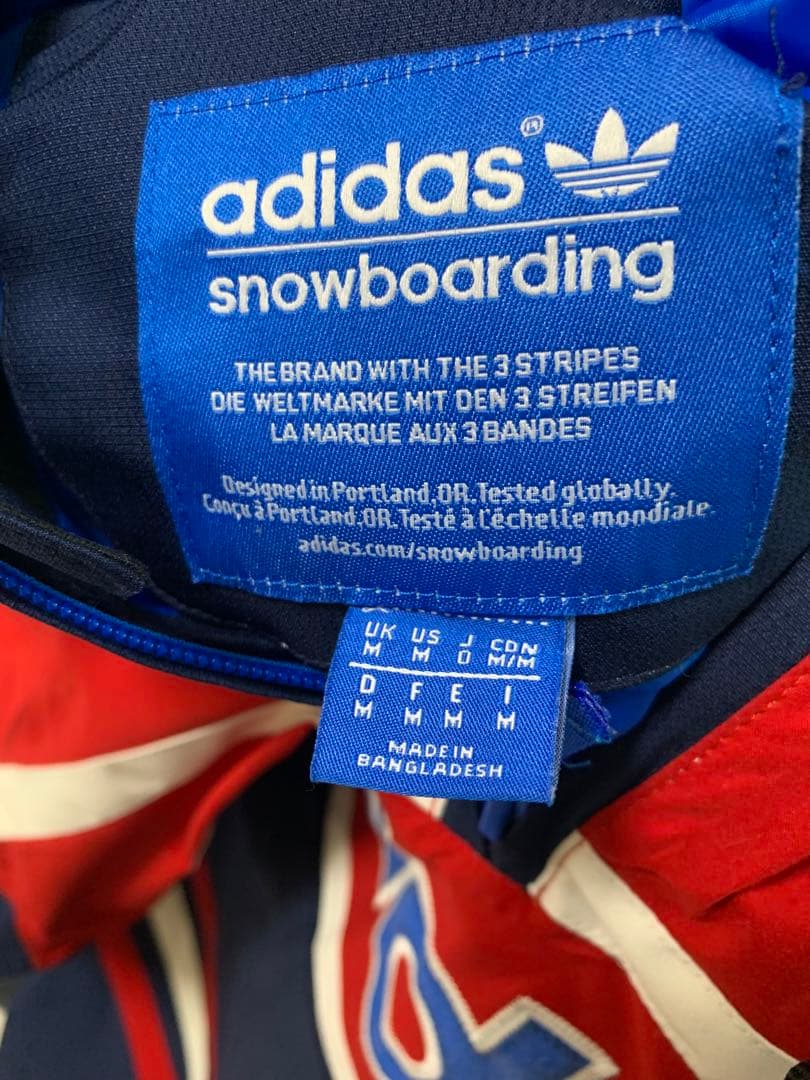 adidas®
snowboarding
THE BRAND WITH THE 3 STRIPES
DIE WELTMARKE MIT DEN 3 STREIFEN
LA MARQUE AUX 3 BANDES
Designed in Portland,OR.Tested globally.
Conçu à Portland,OR.Testé à l'échelle mondiale
adidas.com/snowboarding
UK US J CDN
M M O M/M
D F E I
M M M M
MADE IN
BANGLADESH